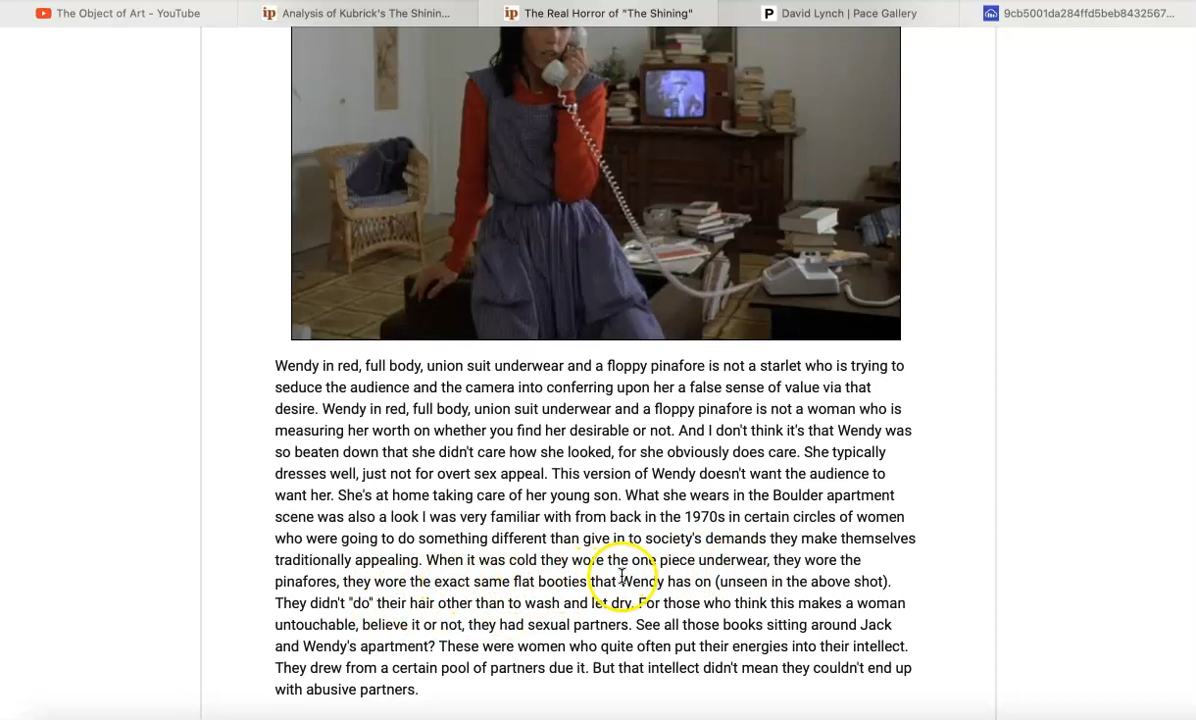 The Object of Art - YouTube
ip Analysis of Kubrick's The Shinin...
ip The Real Horror of "The Shining"
P David Lynch | Pace Gallery
9cb5001da284ffd5beb8432567...
Wendy in red, full body, union suit underwear and a floppy pinafore is not a starlet who is trying to
seduce the audience and the camera into conferring upon her a false sense of value via that
desire. Wendy in red, full body, union suit underwear and a floppy pinafore is not a woman who is
measuring her worth on whether you find her desirable or not. And I don't think it's that Wendy was
so beaten down that she didn't care how she looked, for she obviously does care. She typically
dresses well, just not for overt sex appeal. This version of Wendy doesn't want the audience to
want her. She's at home taking care of her young son. What she wears in the Boulder apartment
scene was also a look I was very familiar with from back in the 1970s in certain circles of women
who were going to do something different than give in to society's demands they make themselves
traditionally appealing. When it was cold they wore the one piece underwear, they wore the
pinafores, they wore the exact same flat booties that Wendy has on (unseen in the above shot).
They didn't "do" their hair other than to wash and let dry. For those who think this makes a woman
untouchable, believe it or not, they had sexual partners. See all those books sitting around Jack
and Wendy's apartment? These were women who quite often put their energies into their intellect.
They drew from a certain pool of partners due it. But that intellect didn't mean they couldn't end up
with abusive partners.